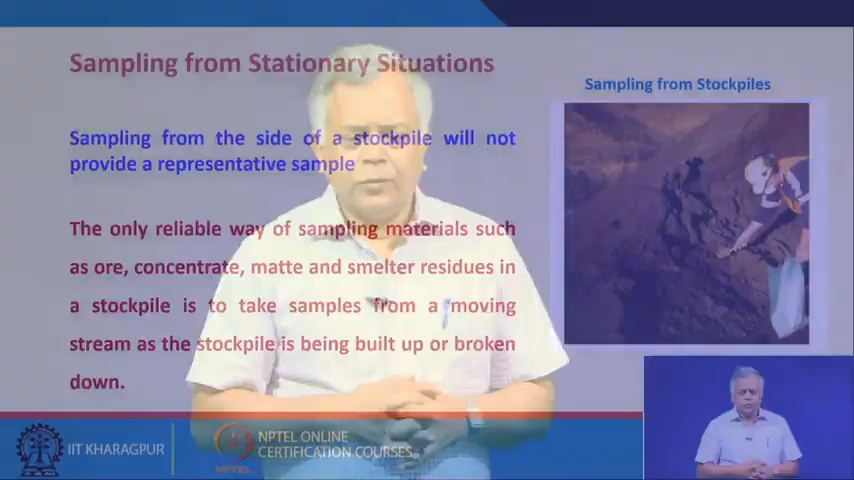 Sampling from Stationary Situations
Sampling from Stockpiles
Sampling from the side of a stockpile will not
provide a representative sample
The only reliable way of sampling materials such
as ore, concentrate, matte and smelter residues in
a stockpile is to take samples from a moving
stream as the stockpile is being built up or broken
down.
IIT KHARAGPUR
NPTEL
NPTEL ONLINE
CERTIFICATION COURSES